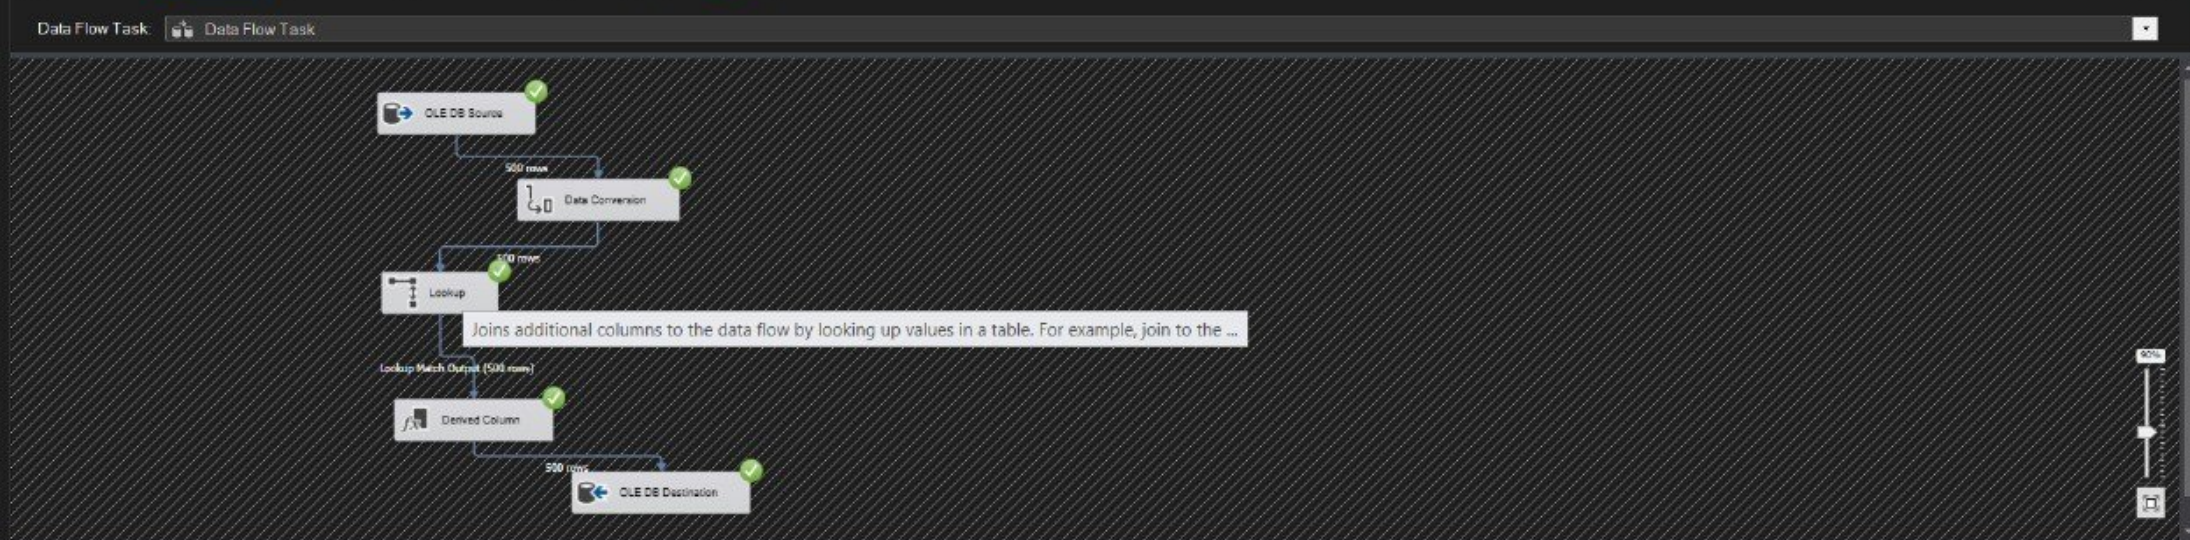 Data Flow Task: Data Flow Task
OLE DB Source
500 rows
Data Conversion
500 rows
Lookup
Joins additional columns to the data flow by looking up values in a table. For example, join to the ...
Lookup Match Output (500 rows)
Derived Column
500 rows
OLE DB Destination
90%